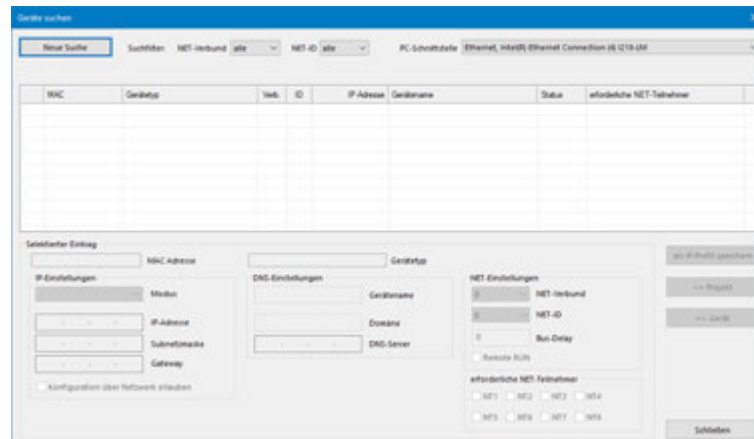 Geräte suchen
Neue Suche Suchfilter: NET-Verbund alle NET-ID alle PC-Schnittstelle Ethernet, Intel(R) Ethernet Connection (4) I219-LM
MAC Gerätetyp Verb. ID IP-Adresse Gerätename Status erforderliche NET-Teilnehmer
Selektierter Eintrag
MAC Adresse Gerätetyp
als IP-Profil speichern
IP-Einstellungen DNS-Einstellungen NET-Einstellungen
Modus Gerätename NET-Verbund
>> Projekt
IP-Adresse Domäne NET-ID
Subnetzmaske DNS-Server Bus-Delay
Gateway Remote RUN
Konfiguration über Netzwerk erlauben
erforderliche NET-Teilnehmer
NT1 NT2 NT3 NT4
NT5 NT6 NT7 NT8
Schließen